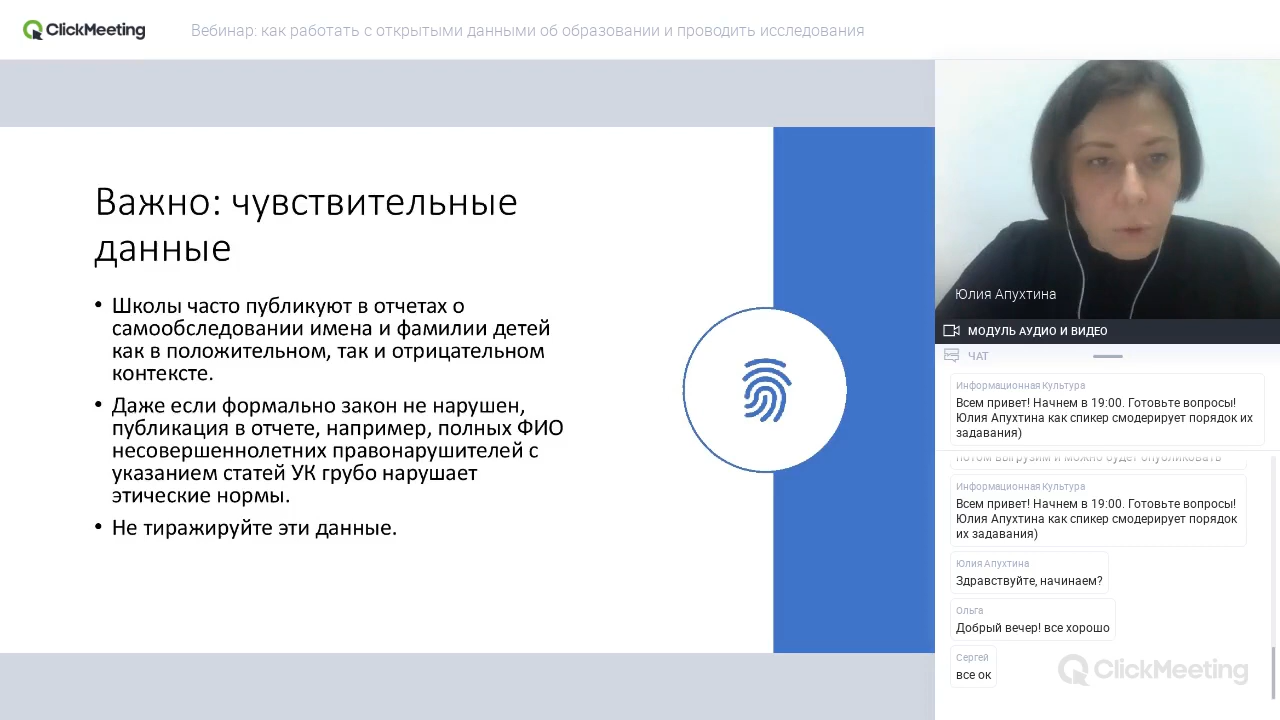 ClickMeeting
Вебинар: как работать с открытыми данными об образовании и проводить исследования
Важно: чувствительные
данные
• Школы часто публикуют в отчетах о
самообследовании имена и фамилии детей
как в положительном, так и отрицательном
контексте.
• Даже если формально закон не нарушен,
публикация в отчете, например, полных ФИО
несовершеннолетних правонарушителей с
указанием статей УК грубо нарушает
этические нормы.
• Не тиражируйте эти данные.
Юлия Апухтина
МОДУЛЬ АУДИО И ВИДЕО
ЧАТ
Информационная Культура
Всем привет! Начнем в 19:00. Готовьте вопросы!
Юлия Апухтина как спикер смодерирует порядок их
задавания)
потом выгрузим и можно будет опубликовать
Информационная Культура
Всем привет! Начнем в 19:00. Готовьте вопросы!
Юлия Апухтина как спикер смодерирует порядок
их задавания)
Юлия Апухтина
Здравствуйте, начинаем?
Ольга
Добрый вечер! все хорошо
Сергей
все ок
ClickMeeting